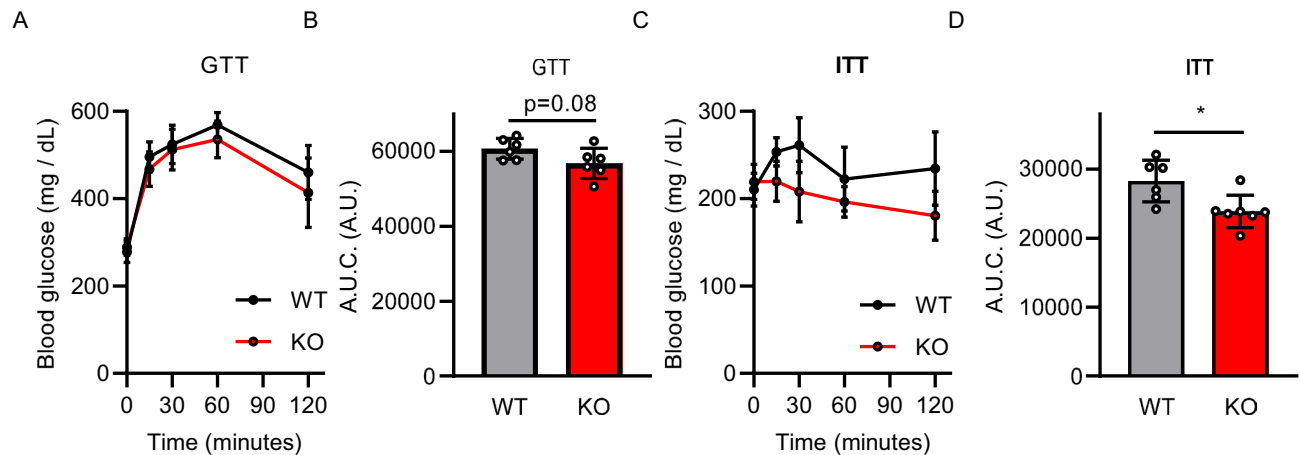 A
B
C
D
GTT
Blood glucose (mg / dL)
600
400
200
0
0 30 60 90 120
Time (minutes)
WT
KO
GTT
p=0.08
A.U.C. (A.U.)
60000
40000
20000
0
WT KO
ITT
Blood glucose (mg / dL)
300
200
100
0
0 30 60 90 120
Time (minutes)
WT
KO
ITT
*
A.U.C. (A.U.)
30000
20000
10000
0
WT KO